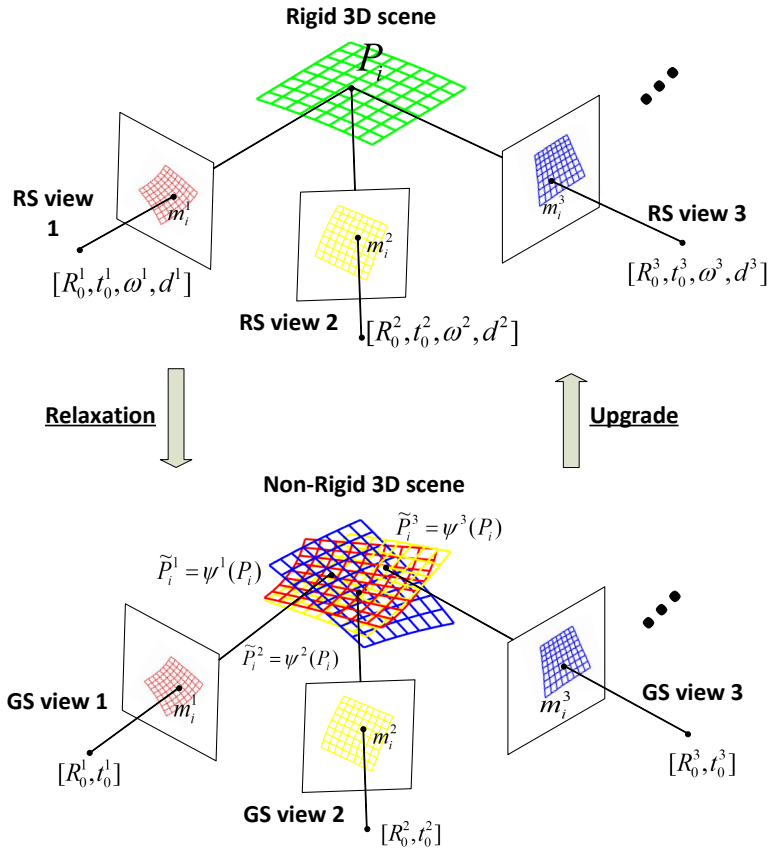 Rigid 3D scene
P_i
RS view
1
m_i^1
m_i^2
m_i^3
RS view 3
[R_0^1, t_0^1, ω^1, d^1]
[R_0^3, t_0^3, ω^3, d^3]
RS view 2
[R_0^2, t_0^2, ω^2, d^2]
Relaxation
Upgrade
Non-Rigid 3D scene
P̃_i^3 = ψ^3(P_i)
P̃_i^1 = ψ^1(P_i)
P̃_i^2 = ψ^2(P_i)
GS view 1
m_i^1
m_i^2
m_i^3
GS view 3
[R_0^1, t_0^1]
[R_0^3, t_0^3]
GS view 2
[R_0^2, t_0^2]